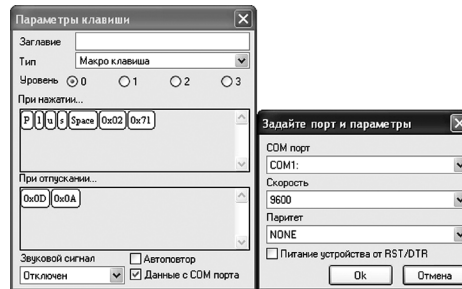 Параметры клавиши
Заглавие
Тип Макро клавиша
Уровень 0 1 2 3
При нажатии...
P l u s Space 0x02 0x71
При отпускании...
0x0D 0x0A
Звуковой сигнал Автоповтор
Отключен Данные с COM порта
Задайте порт и параметры
COM порт
COM1:
Скорость
9600
Паритет
NONE
Питание устройства от RST/DTR
Ok Отмена